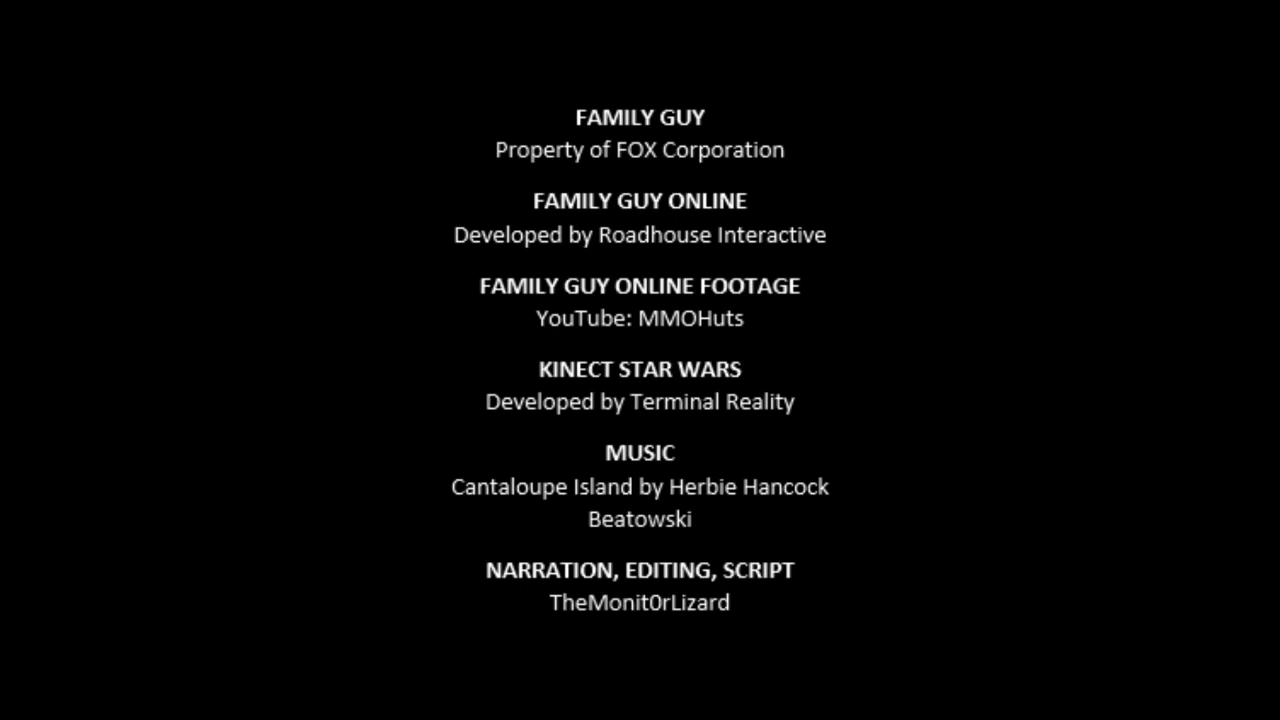 FAMILY GUY
Property of FOX Corporation
FAMILY GUY ONLINE
Developed by Roadhouse Interactive
FAMILY GUY ONLINE FOOTAGE
YouTube: MMOHuts
KINECT STAR WARS
Developed by Terminal Reality
MUSIC
Cantaloupe Island by Herbie Hancock
Beatowski
NARRATION, EDITING, SCRIPT
TheMonit0rLizard